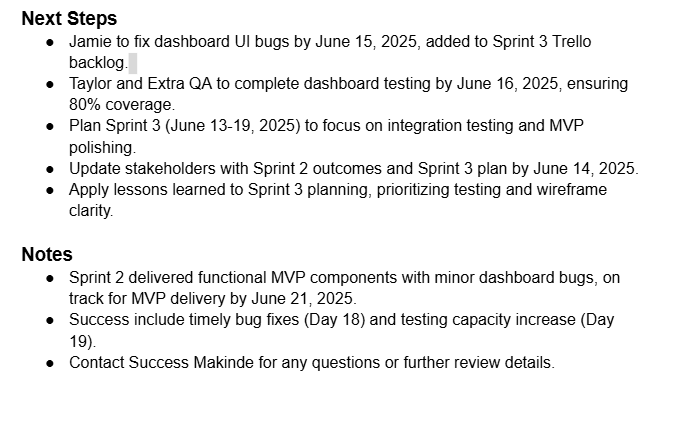 Next Steps
● Jamie to fix dashboard UI bugs by June 15, 2025, added to Sprint 3 Trello
backlog.
● Taylor and Extra QA to complete dashboard testing by June 16, 2025, ensuring
80% coverage.
● Plan Sprint 3 (June 13-19, 2025) to focus on integration testing and MVP
polishing.
● Update stakeholders with Sprint 2 outcomes and Sprint 3 plan by June 14, 2025.
● Apply lessons learned to Sprint 3 planning, prioritizing testing and wireframe
clarity.
Notes
● Sprint 2 delivered functional MVP components with minor dashboard bugs, on
track for MVP delivery by June 21, 2025.
● Success include timely bug fixes (Day 18) and testing capacity increase (Day
19).
● Contact Success Makinde for any questions or further review details.